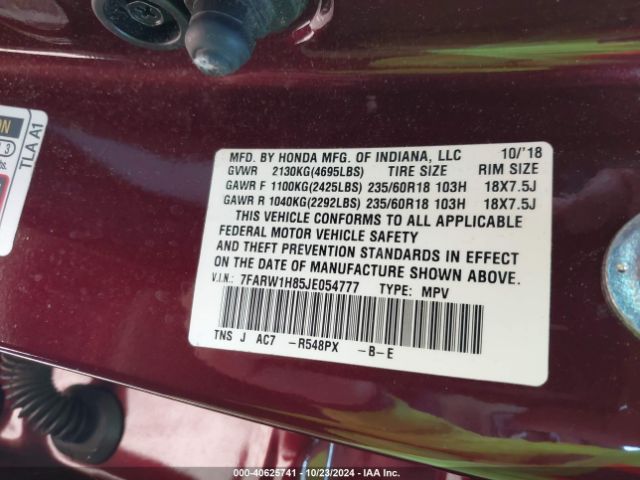 ON
3
lbs.
TLA A1
MFD. BY HONDA MFG. OF INDIANA, LLC 10/'18
GVWR 2130KG(4695LBS) TIRE SIZE RIM SIZE
GAWR F 1100KG(2425LBS) 235/60R18 103H 18X7.5J
GAWR R 1040KG(2292LBS) 235/60R18 103H 18X7.5J
THIS VEHICLE CONFORMS TO ALL APPLICABLE
FEDERAL MOTOR VEHICLE SAFETY
AND THEFT PREVENTION STANDARDS IN EFFECT
ON THE DATE OF MANUFACTURE SHOWN ABOVE.
V.I.N.: 7FARW1H85JE054777 TYPE: MPV
TNS J AC7 -R548PX -B-E
000-40625741 - 10/23/2024 - IAA Inc.